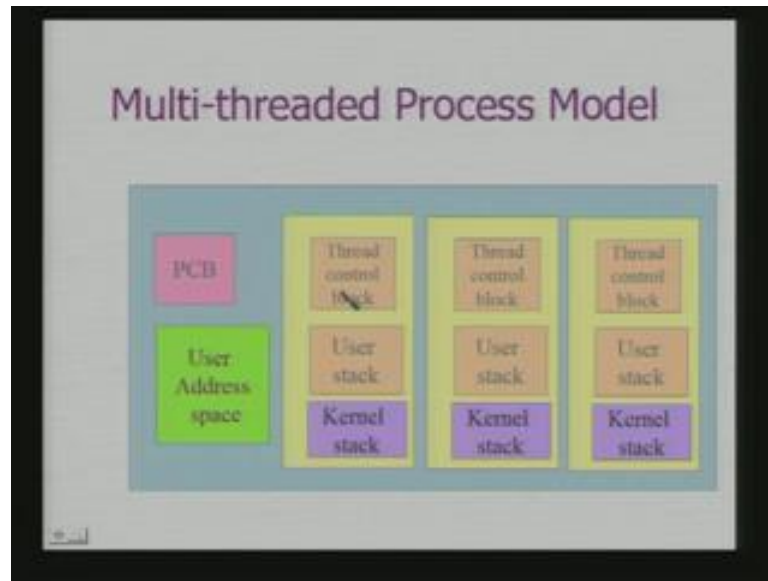 Multi-threaded Process Model
PCB
User
Address
space
Thread
control
block
User
stack
Kernel
stack
Thread
control
block
User
stack
Kernel
stack
Thread
control
block
User
stack
Kernel
stack